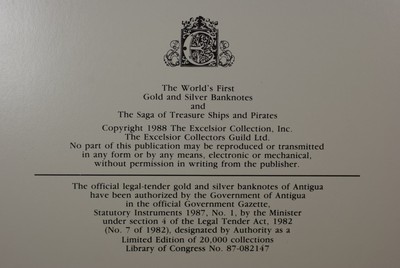 The World's First
Gold and Silver Banknotes
and
The Saga of Treasure Ships and Pirates
Copyright 1988 The Excelsior Collection, Inc.
The Excelsior Collectors Guild Ltd.
No part of this publication may be reproduced or transmitted
in any form or by any means, electronic or mechanical,
without permission in writing from the publisher.
The official legal-tender gold and silver banknotes of Antigua
have been authorized by the Government of Antigua
in the official Government Gazette,
Statutory Instruments 1987, No. 1, by the Minister
under section 4 of the Legal Tender Act, 1982
(No. 7 of 1982), designated by Authority as a
Limited Edition of 20,000 collections
Library of Congress No. 87-082147